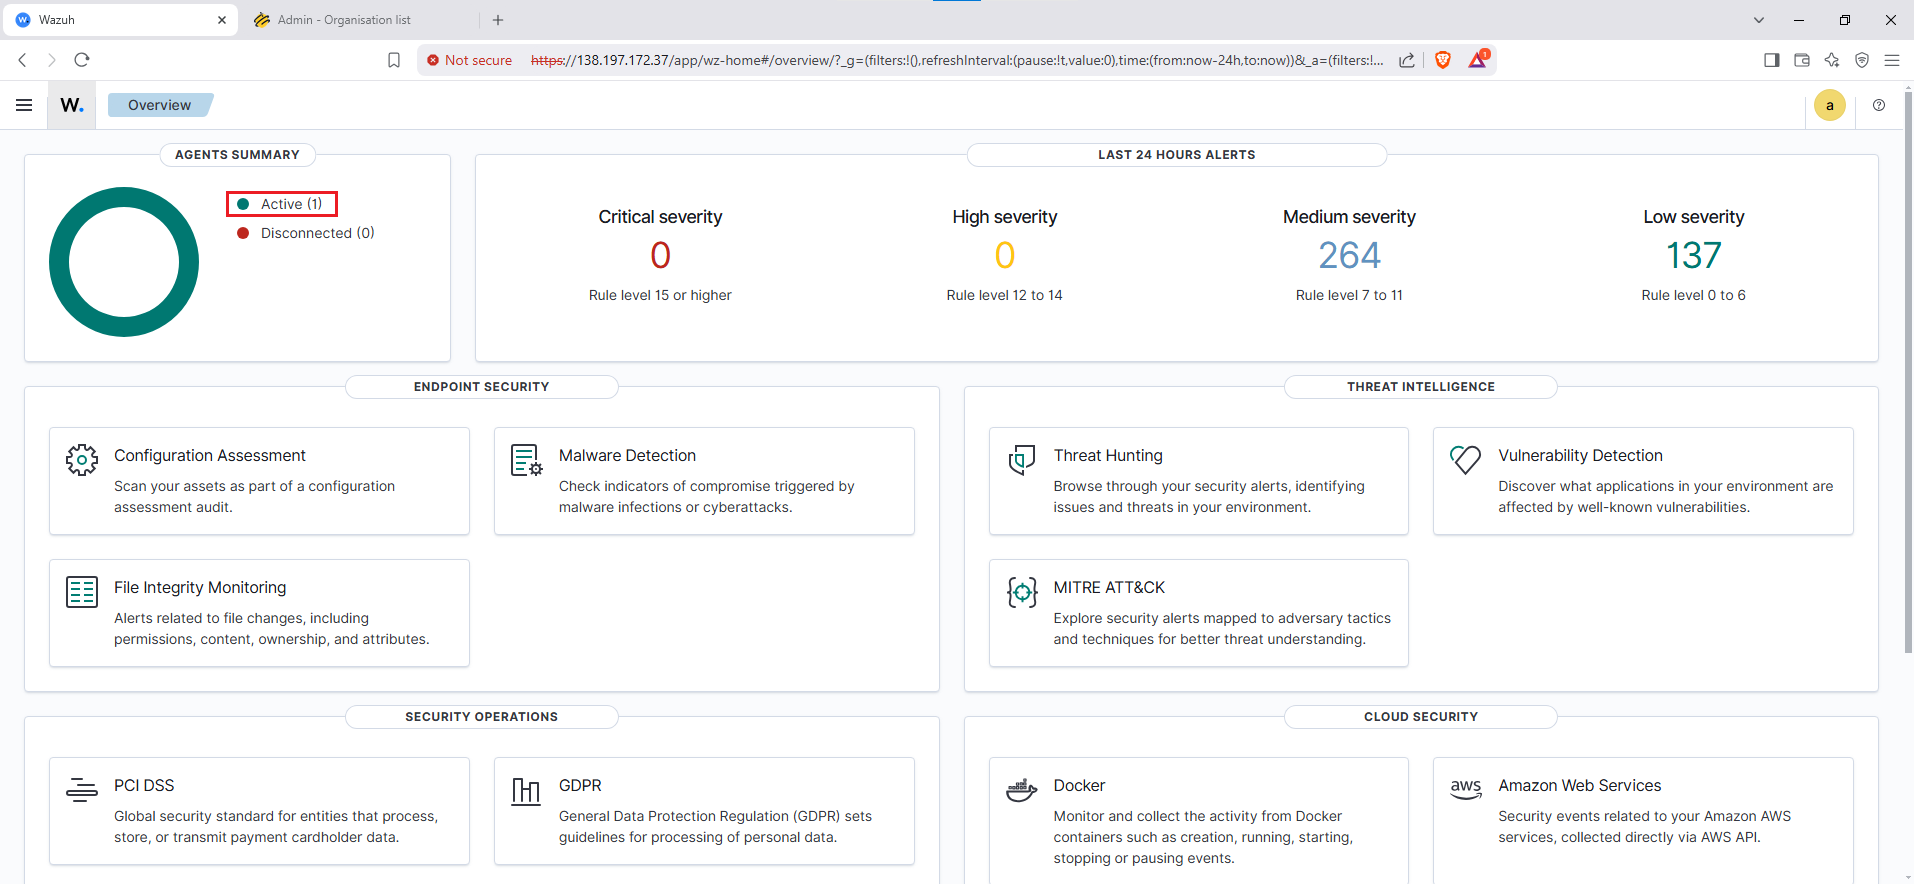 Wazuh
Admin - Organisation list
Not secure
https://138.197.172.37/app/wz-home#/overview/?_g=(filters:!(),refreshInterval:(pause:!t,value:0),time:(from:now-24h,to:now))&_a=(filters:!...
1
W.
Overview
a
AGENTS SUMMARY
Active (1)
Disconnected (0)
LAST 24 HOURS ALERTS
Critical severity
0
Rule level 15 or higher
High severity
0
Rule level 12 to 14
Medium severity
264
Rule level 7 to 11
Low severity
137
Rule level 0 to 6
ENDPOINT SECURITY
Configuration Assessment
Scan your assets as part of a configuration
assessment audit.
Malware Detection
Check indicators of compromise triggered by
malware infections or cyberattacks.
File Integrity Monitoring
Alerts related to file changes, including
permissions, content, ownership, and attributes.
THREAT INTELLIGENCE
Threat Hunting
Browse through your security alerts, identifying
issues and threats in your environment.
Vulnerability Detection
Discover what applications in your environment are
affected by well-known vulnerabilities.
MITRE ATT&CK
Explore security alerts mapped to adversary tactics
and techniques for better threat understanding.
SECURITY OPERATIONS
PCI DSS
Global security standard for entities that process,
store, or transmit payment cardholder data.
GDPR
General Data Protection Regulation (GDPR) sets
guidelines for processing of personal data.
CLOUD SECURITY
Docker
Monitor and collect the activity from Docker
containers such as creation, running, starting,
stopping or pausing events.
aws
Amazon Web Services
Security events related to your Amazon AWS
services, collected directly via AWS API.